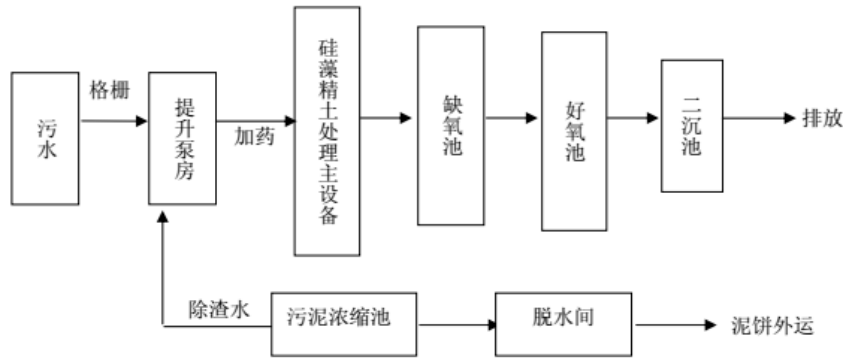 污水
格栅
提升泵房
加药
硅藻精土处理主设备
缺氧池
好氧池
二沉池
排放
除渣水
污泥浓缩池
脱水间
泥饼外运